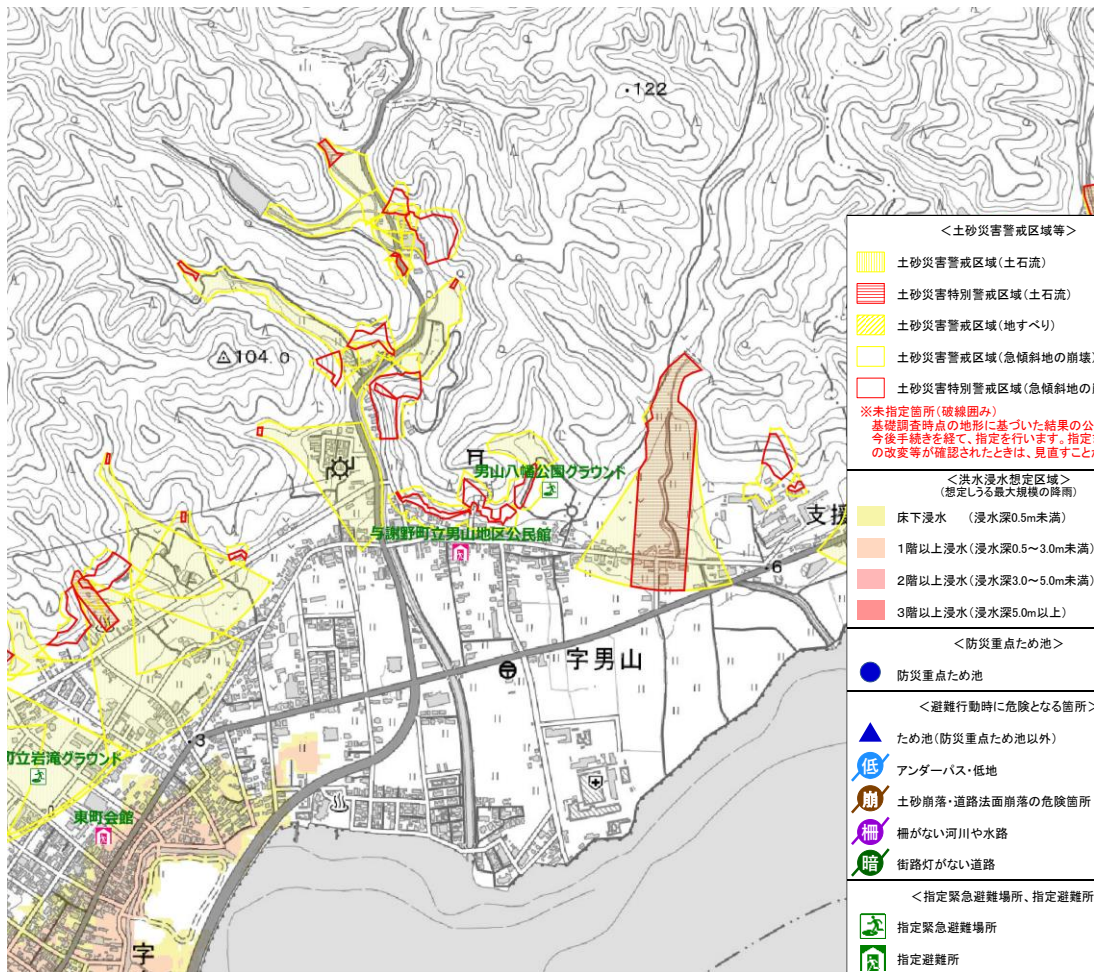 ・122
104.0
男山八幡公園グラウンド
与謝野町立男山地区公民館
支援
・6
字男山
・3
町立岩滝グラウンド
東町会館
字
＜土砂災害警戒区域等＞
土砂災害警戒区域(土石流)
土砂災害特別警戒区域(土石流)
土砂災害警戒区域(地すべり)
土砂災害警戒区域(急傾斜地の崩壊)
土砂災害特別警戒区域(急傾斜地の
※未指定箇所(破線囲み)
基礎調査時点の地形に基づいた結果の公
今後手続きを経て、指定を行います。指定
の改変等が確認されたときは、見直すこと
＜洪水浸水想定区域＞
(想定しうる最大規模の降雨)
床下浸水　(浸水深0.5m未満)
1階以上浸水(浸水深0.5～3.0m未満)
2階以上浸水(浸水深3.0～5.0m未満)
3階以上浸水(浸水深5.0m以上)
＜防災重点ため池＞
防災重点ため池
＜避難行動時に危険となる箇所＞
ため池(防災重点ため池以外)
低 アンダーパス・低地
崩 土砂崩落・道路法面崩落の危険箇所
柵 柵がない河川や水路
暗 街路灯がない道路
＜指定緊急避難場所、指定避難所
指定緊急避難場所
指定避難所